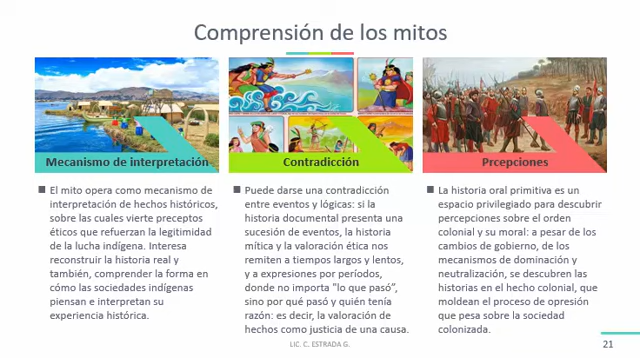 Comprensión de los mitos
Mecanismo de interpretación
■ El mito opera como mecanismo de
interpretación de hechos históricos,
sobre las cuales vierte preceptos
éticos que refuerzan la legitimidad
de la lucha indígena. Interesa
reconstruir la historia real y
también, comprender la forma en
cómo las sociedades indígenas
piensan e interpretan su
experiencia histórica.
Contradicción
■ Puede darse una contradicción
entre eventos y lógicas: si la
historia documental presenta una
sucesión de eventos, la historia
mítica y la valoración ética nos
remiten a tiempos largos y lentos,
y a expresiones por períodos,
donde no importa "lo que pasó",
sino por qué pasó y quién tenía
razón: es decir, la valoración de
hechos como justicia de una causa.
Prcepciones
■ La historia oral primitiva es un
espacio privilegiado para descubrir
percepciones sobre el orden
colonial y su moral: a pesar de los
cambios de gobierno, de los
mecanismos de dominación y
neutralización, se descubren las
historias en el hecho colonial, que
moldean el proceso de opresión
que pesa sobre la sociedad
colonizada.
LIC. C. ESTRADA G.
21